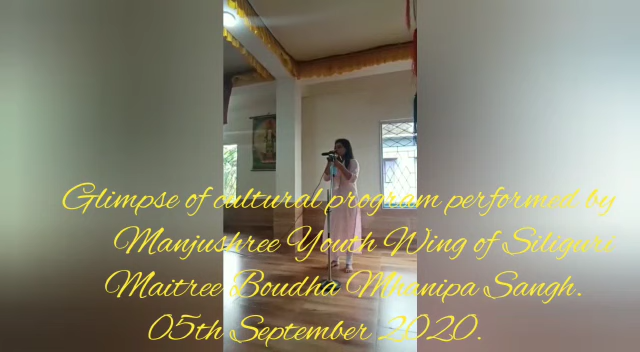 Glimpse of cultural program performed by
Manjushree Youth Wing of Siliguri
Maitree Boudha Mhanipa Sangh.
05th September 2020.